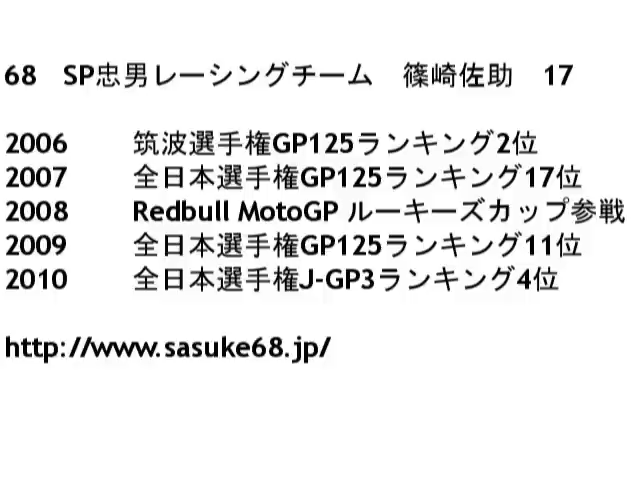 68 SP忠男レーシングチーム 篠崎佐助 17
2006 筑波選手権GP125ランキング2位
2007 全日本選手権GP125ランキング17位
2008 Redbull MotoGP ルーキーズカップ参戦
2009 全日本選手権GP125ランキング11位
2010 全日本選手権J-GP3ランキング4位
http://www.sasuke68.jp/